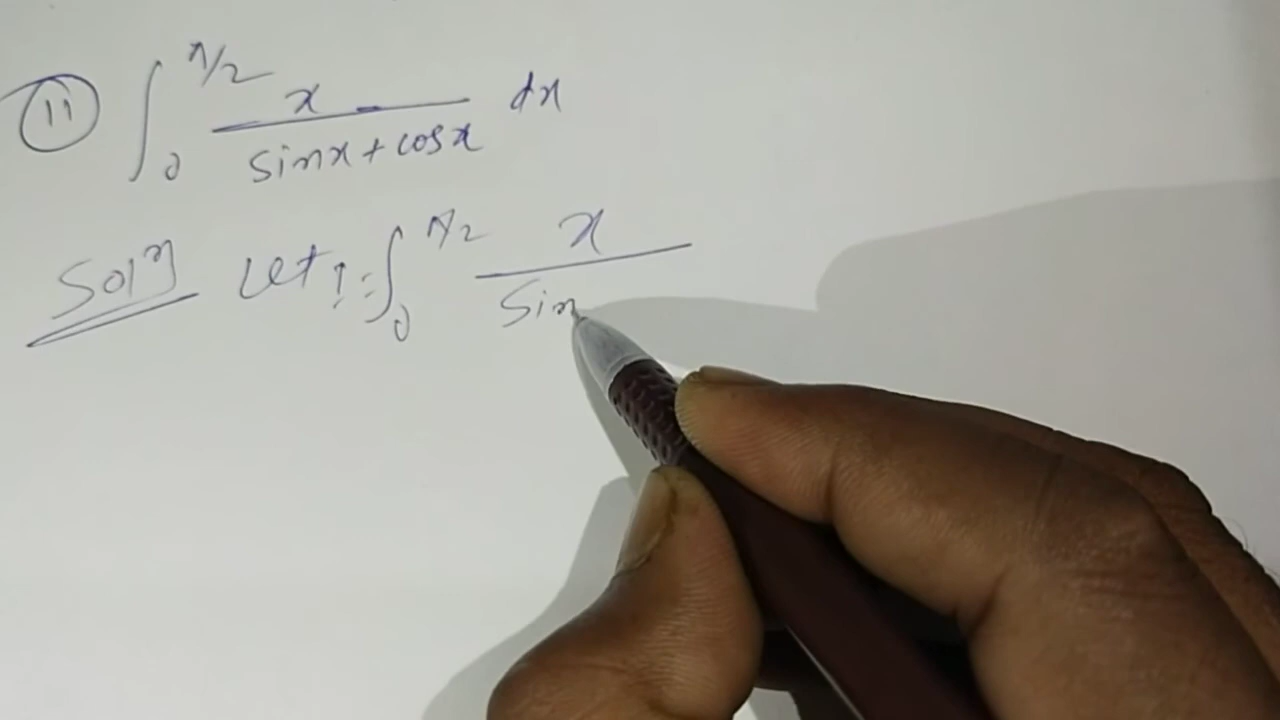 (11) ∫₀^{π/2} x / (sinx + cosx) dx
Solⁿ Let I = ∫₀^{π/2} x / sin